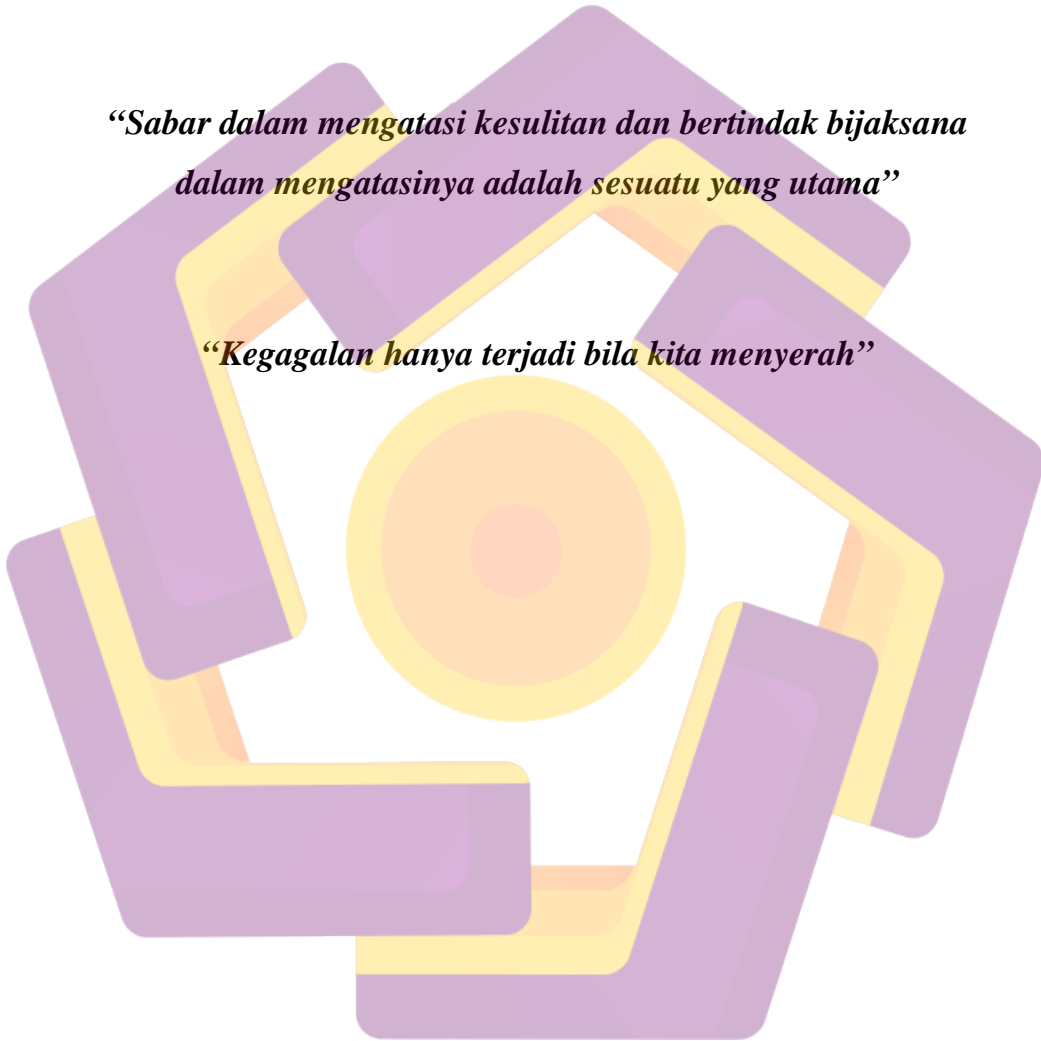 “Sabar dalam mengatasi kesulitan dan bertindak bijaksana
dalam mengatasinya adalah sesuatu yang utama”
“Kegagalan hanya terjadi bila kita menyerah”